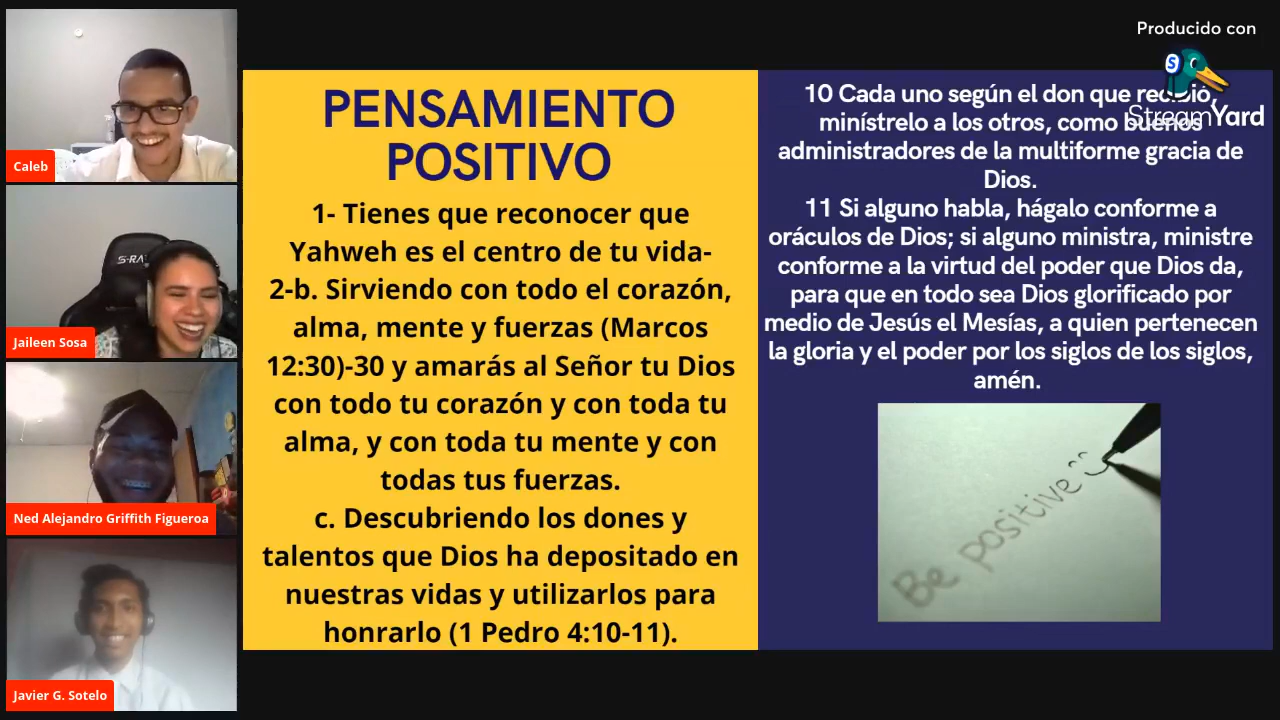 Producido con
StreamYard
Caleb
S-RA
Jaileen Sosa
Ned Alejandro Griffith Figueroa
Javier G. Sotelo
PENSAMIENTO
POSITIVO
1- Tienes que reconocer que
Yahweh es el centro de tu vida-
2-b. Sirviendo con todo el corazón,
alma, mente y fuerzas (Marcos
12:30)-30 y amarás al Señor tu Dios
con todo tu corazón y con toda tu
alma, y con toda tu mente y con
todas tus fuerzas.
c. Descubriendo los dones y
talentos que Dios ha depositado en
nuestras vidas y utilizarlos para
honrarlo (1 Pedro 4:10-11).
10 Cada uno según el don que recibió,
minístrelo a los otros, como buenos
administradores de la multiforme gracia de
Dios.
11 Si alguno habla, hágalo conforme a
oráculos de Dios; si alguno ministra, ministre
conforme a la virtud del poder que Dios da,
para que en todo sea Dios glorificado por
medio de Jesús el Mesías, a quien pertenecen
la gloria y el poder por los siglos de los siglos,
amén.
Be positive